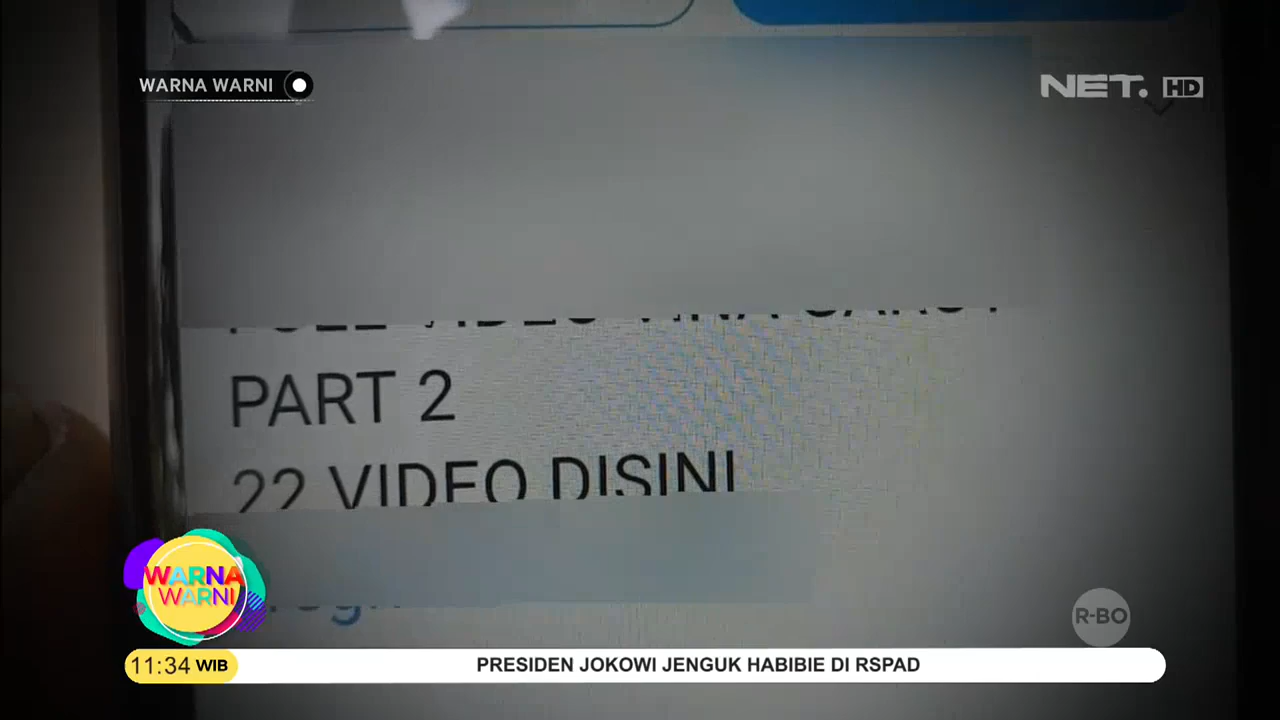 WARNA WARNI
NET. HD
PART 2
22 VIDEO DISINI
WARNA
WARNI
R-BO
11:34 WIB
PRESIDEN JOKOWI JENGUK HABIBIE DI RSPAD